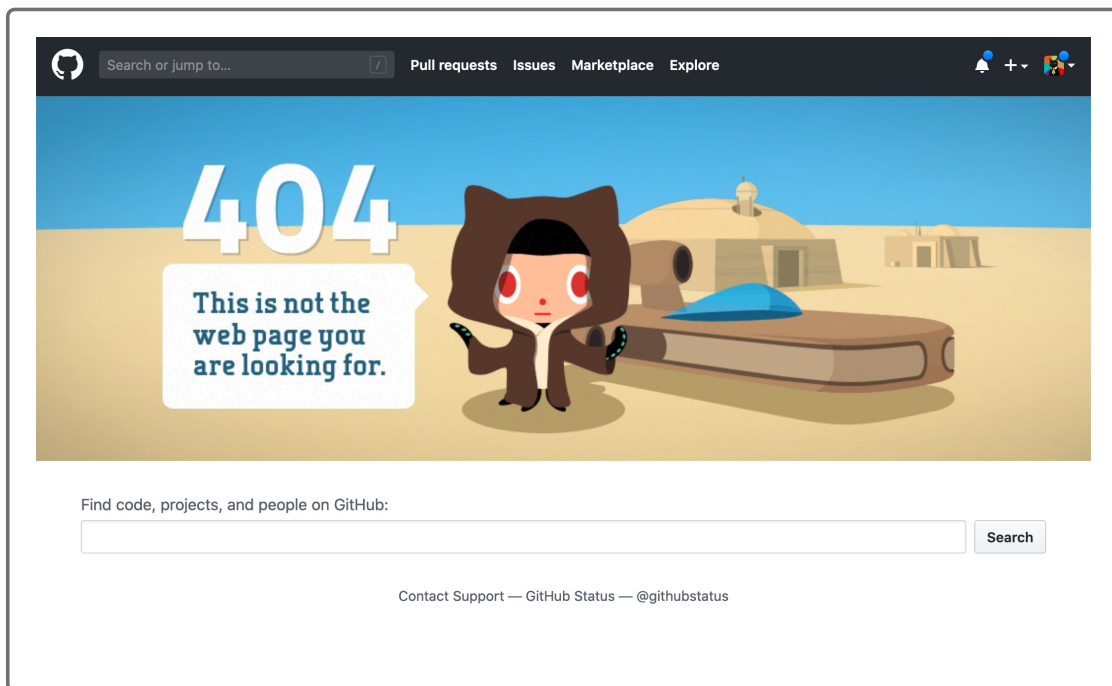 Search or jump to... /
Pull requests Issues Marketplace Explore
404
This is not the
web page you
are looking for.
Find code, projects, and people on GitHub:
Search
Contact Support — GitHub Status — @githubstatus